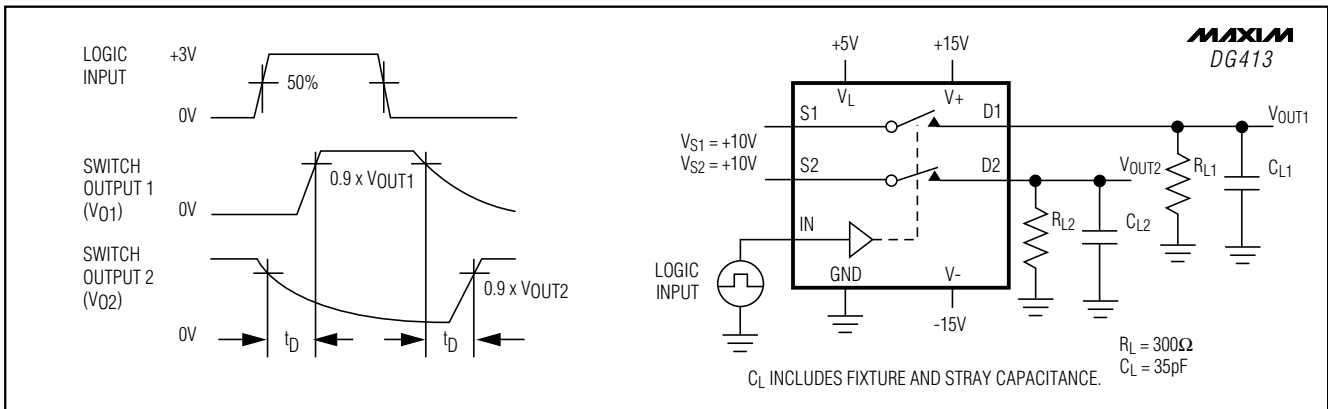 LOGIC
INPUT
+3V
50%
0V
SWITCH
OUTPUT 1
(VO1)
0.9 x VOUT1
0V
SWITCH
OUTPUT 2
(VO2)
0.9 x VOUT2
0V
tD
tD
MAXIM
DG413
+5V
+15V
VL
V+
S1
D1
VOUT1
VS1 = +10V
VS2 = +10V
S2
D2
VOUT2
RL1
CL1
RL2
CL2
IN
LOGIC
INPUT
GND
V-
-15V
RL = 300Ω
CL = 35pF
CL INCLUDES FIXTURE AND STRAY CAPACITANCE.